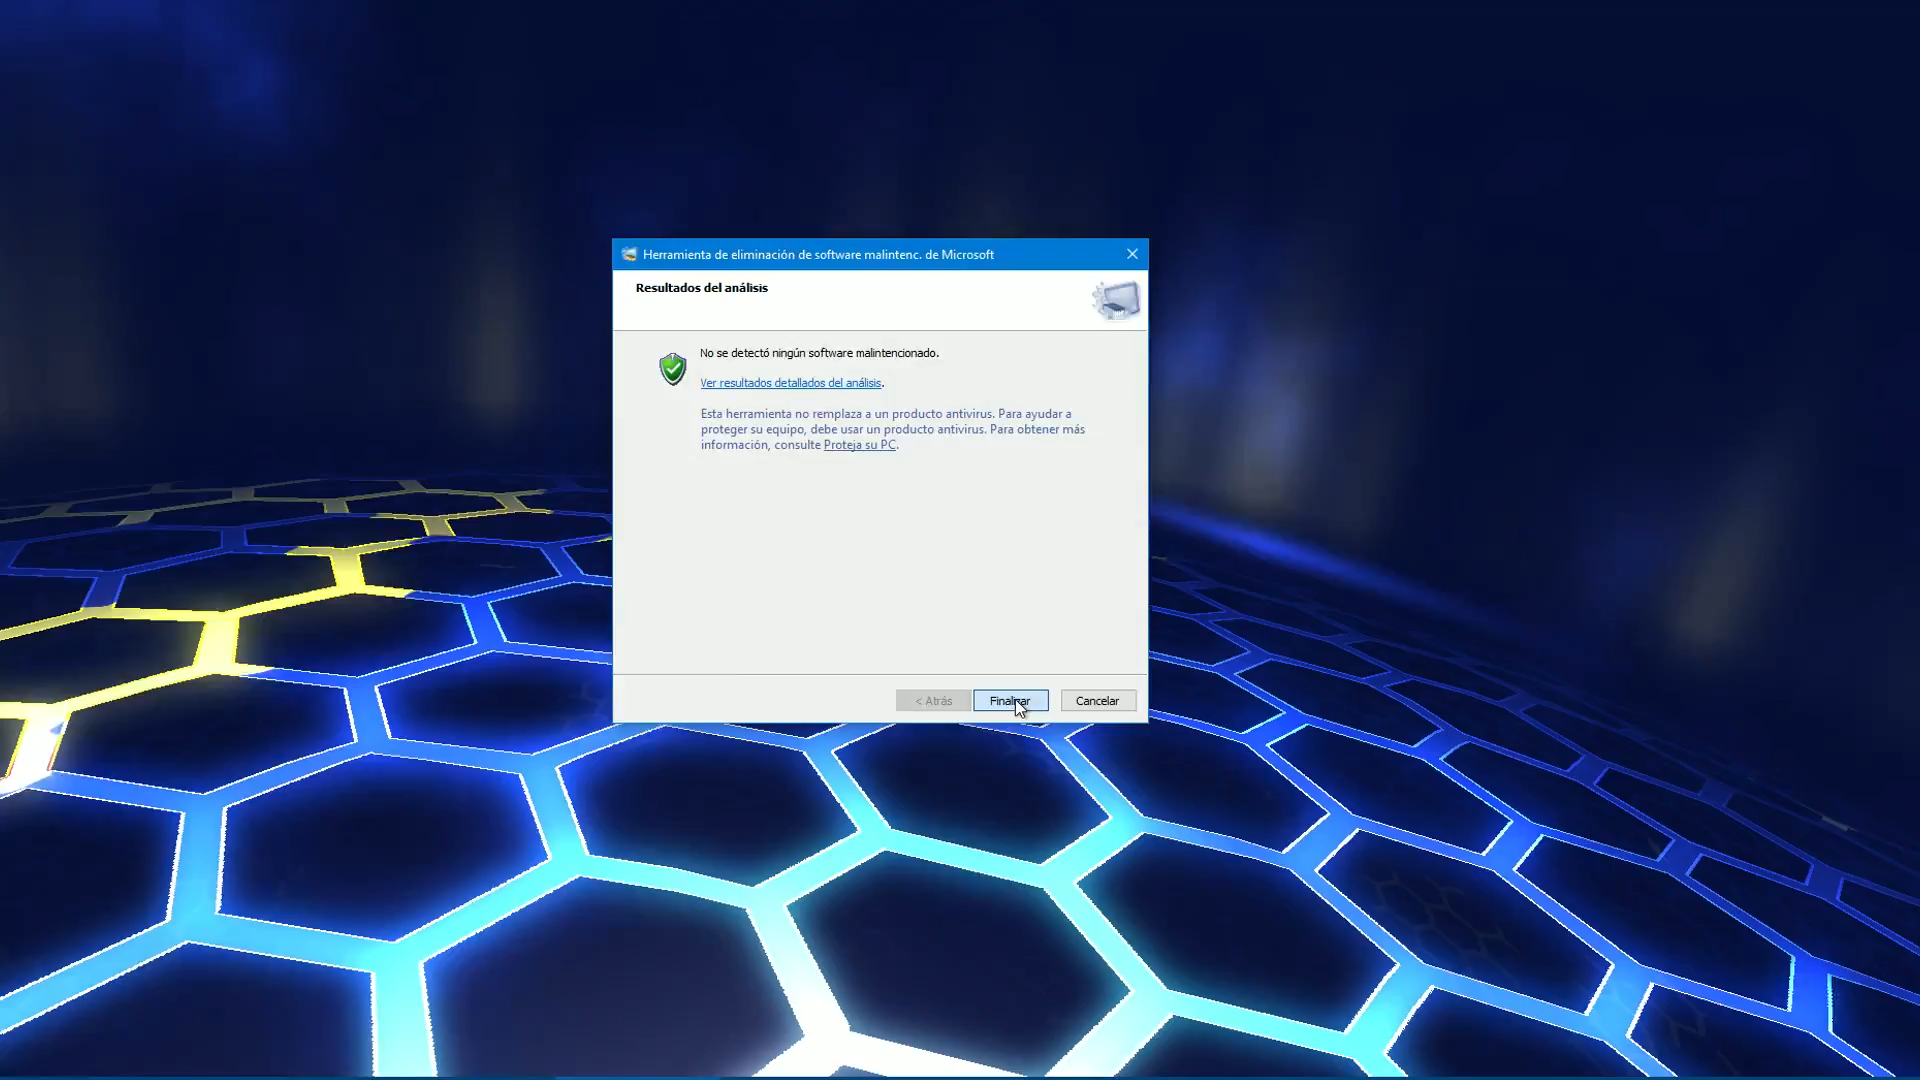 Herramienta de eliminación de software malintenc. de Microsoft
Resultados del análisis
No se detectó ningún software malintencionado.
Ver resultados detallados del análisis.
Esta herramienta no remplaza a un producto antivirus. Para ayudar a
proteger su equipo, debe usar un producto antivirus. Para obtener más
información, consulte Proteja su PC.
< Atrás
Finalizar
Cancelar